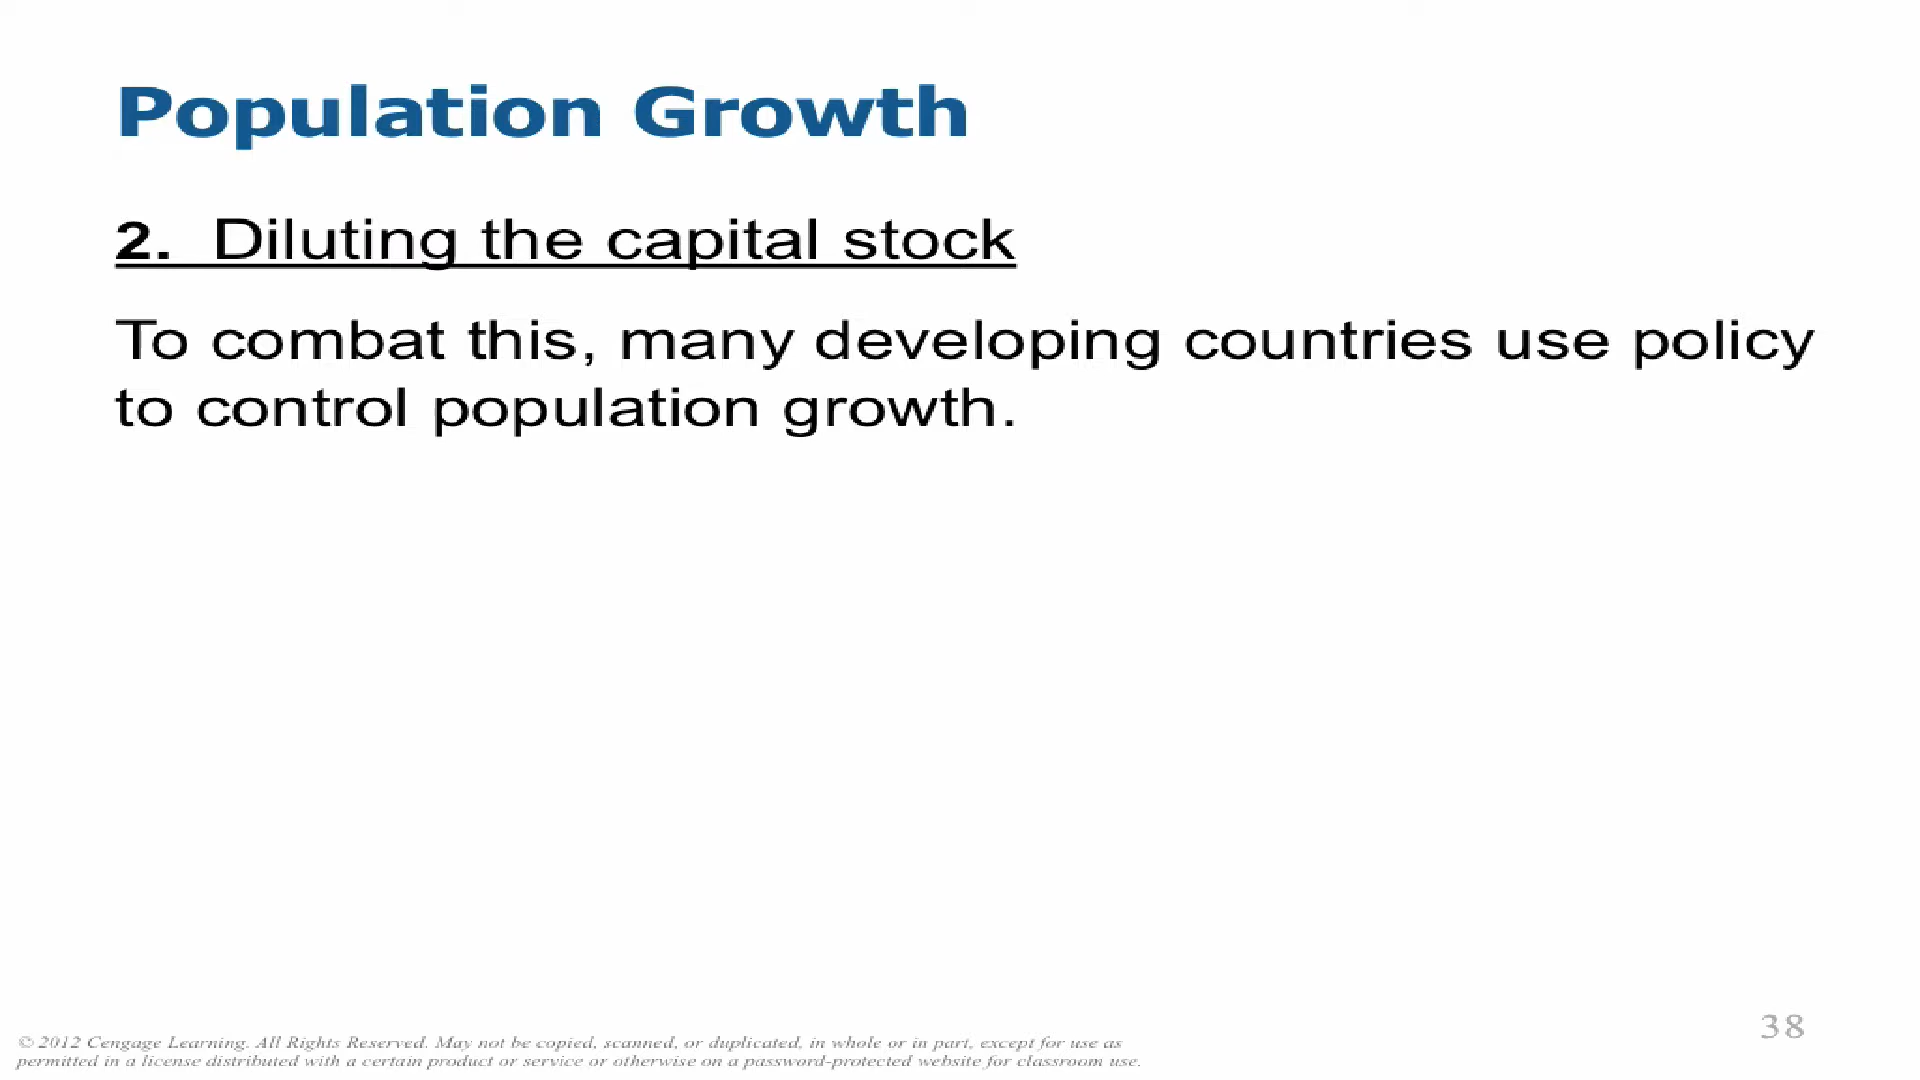 Population Growth
2. Diluting the capital stock
To combat this, many developing countries use policy
to control population growth.
38
© 2012 Cengage Learning. All Rights Reserved. May not be copied, scanned, or duplicated, in whole or in part, except for use as
permitted in a license distributed with a certain product or service or otherwise on a password-protected website for classroom use.